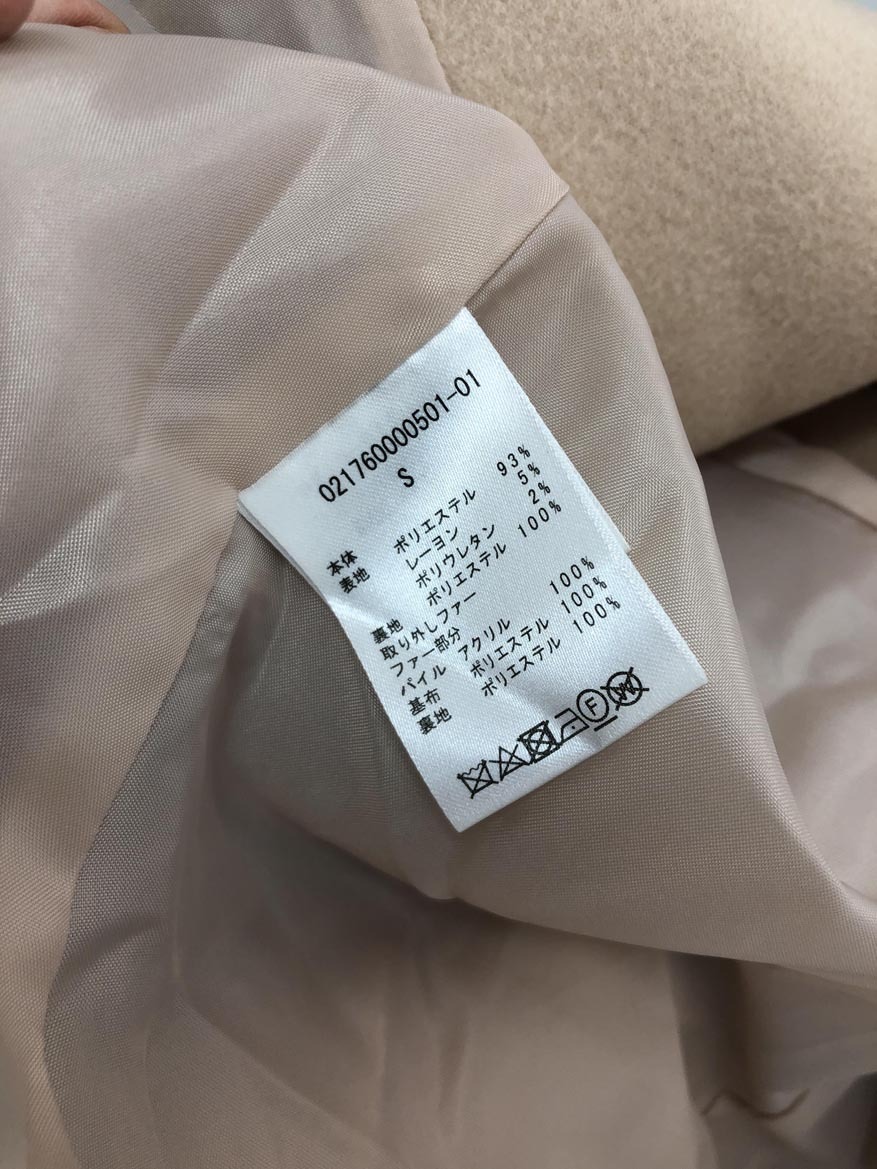 021760000501-01
S
本体
表地 ポリエステル 93%
レーヨン 5%
ポリウレタン 2%
裏地 ポリエステル 100%
取り外しファー
ファー部分
パイル アクリル 100%
基布 ポリエステル 100%
裏地 ポリエステル 100%
F W